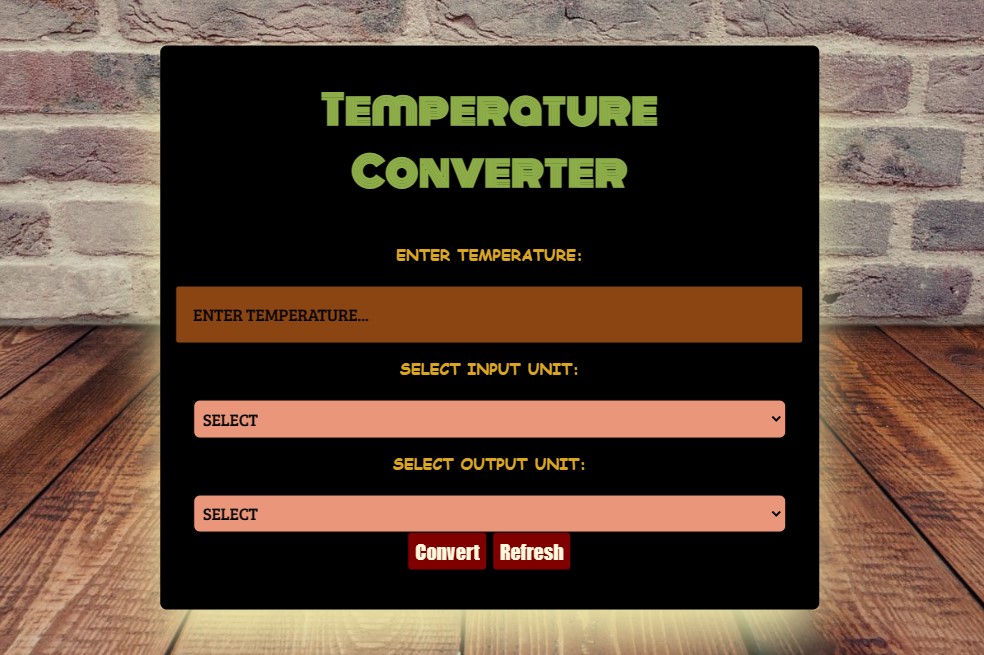 Temperature
Converter
ENTER TEMPERATURE:
ENTER TEMPERATURE...
SELECT INPUT UNIT:
SELECT
SELECT OUTPUT UNIT:
SELECT
Convert Refresh